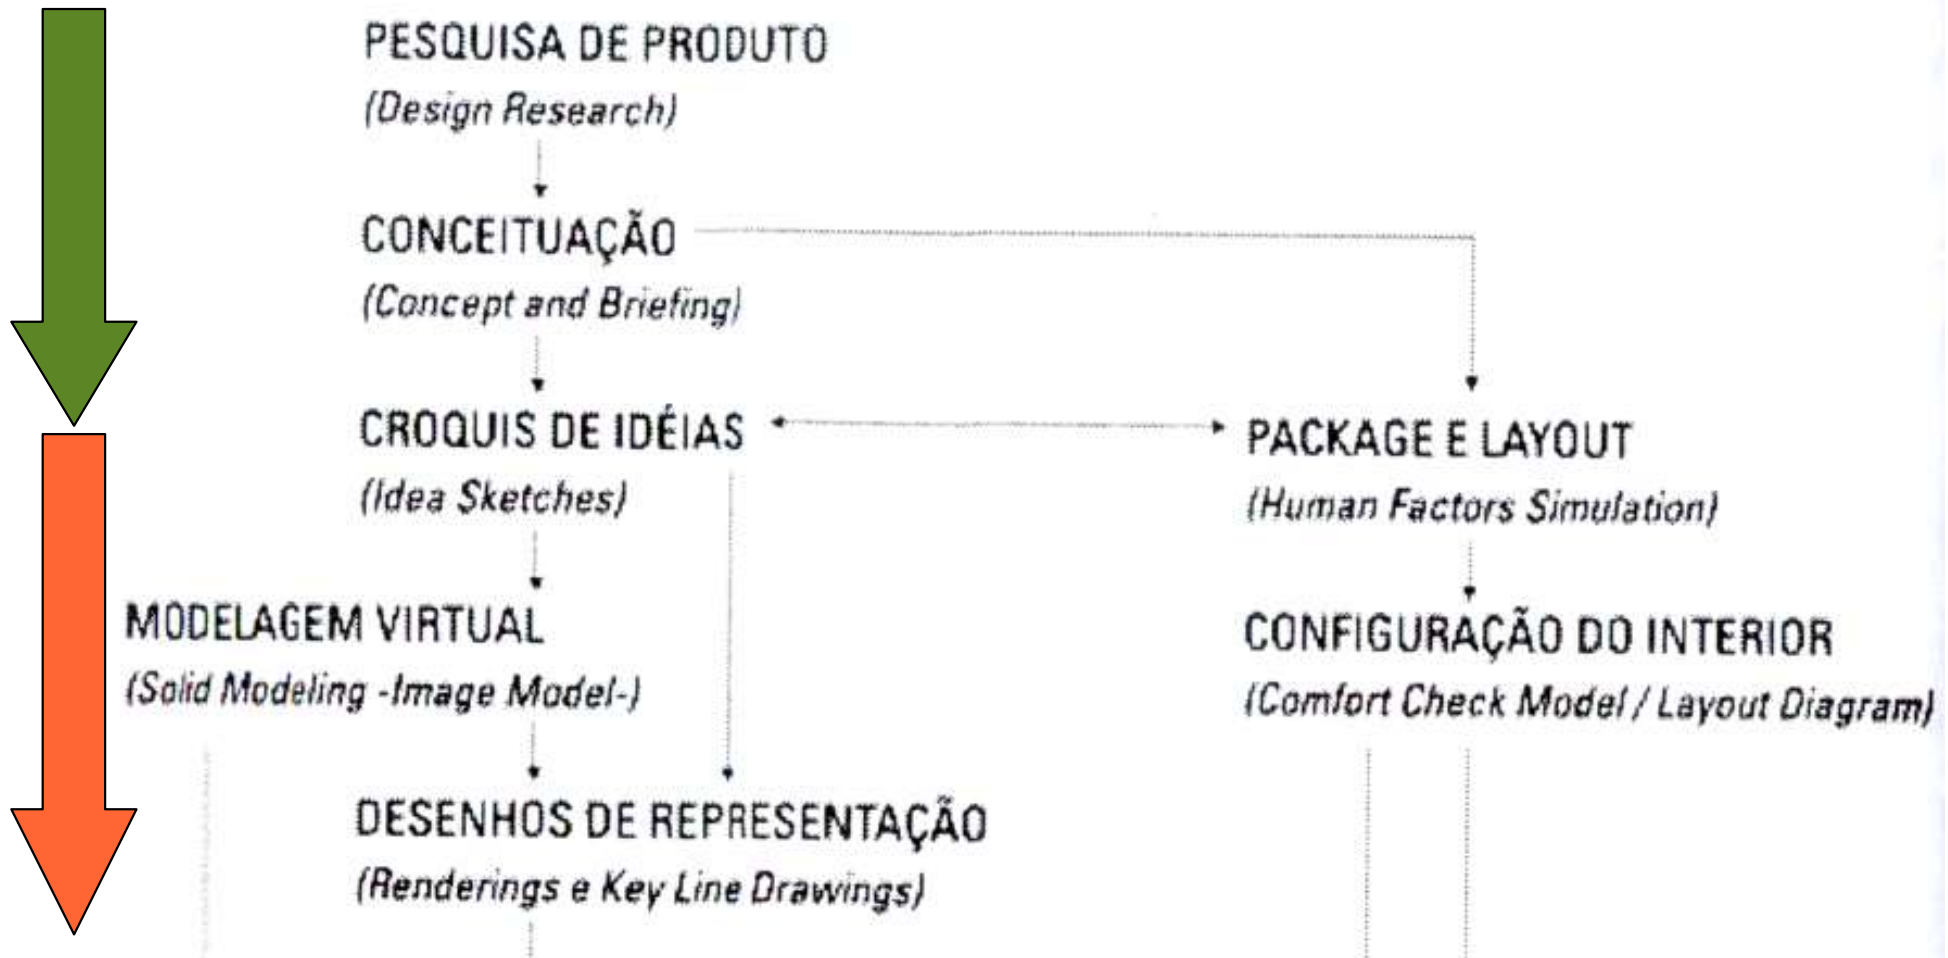 PESQUISA DE PRODUTO
(Design Research)
CONCEITUAÇÃO
(Concept and Briefing)
CROQUIS DE IDÉIAS
(Idea Sketches)
PACKAGE E LAYOUT
(Human Factors Simulation)
MODELAGEM VIRTUAL
(Solid Modeling -Image Model-)
CONFIGURAÇÃO DO INTERIOR
(Comfort Check Model / Layout Diagram)
DESENHOS DE REPRESENTAÇÃO
(Renderings e Key Line Drawings)